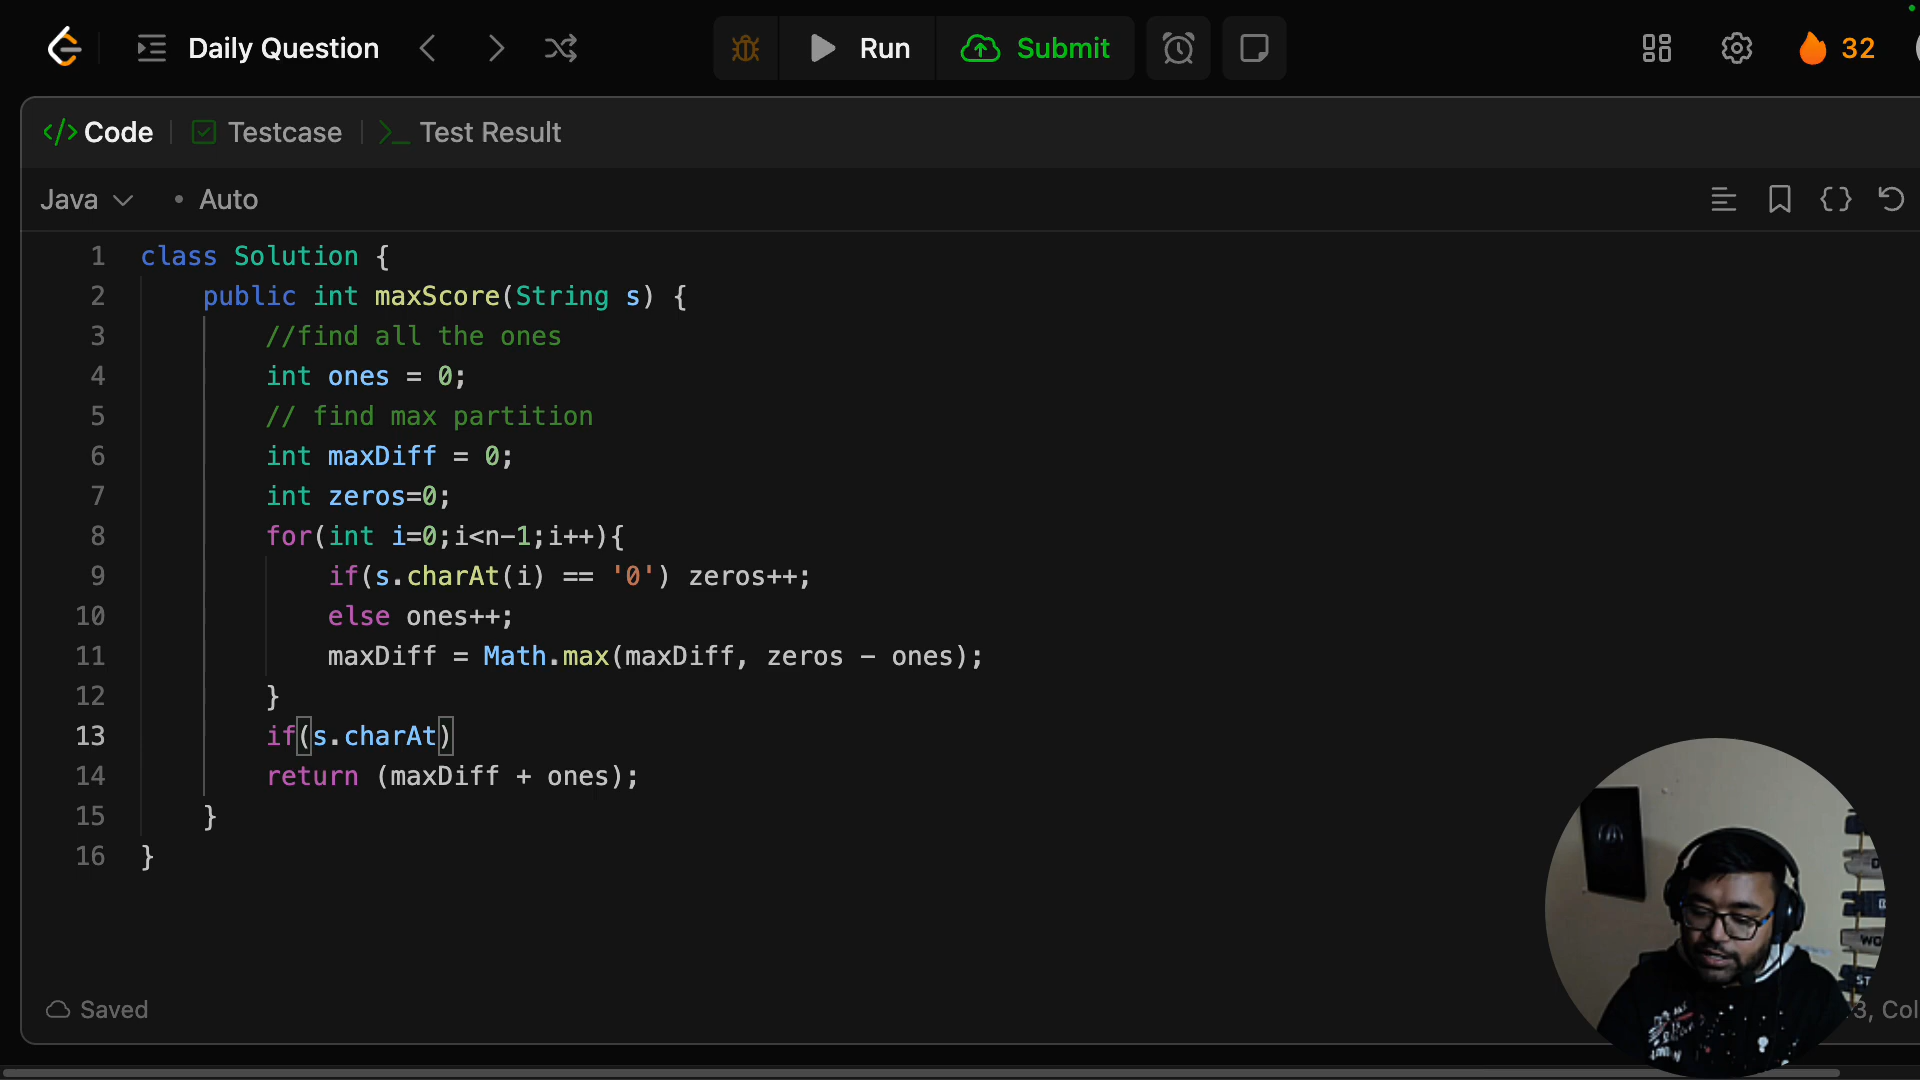 Daily Question
Run
Submit
32
</> Code
Testcase
>_ Test Result
Java
• Auto
1 class Solution {
2 public int maxScore(String s) {
3 //find all the ones
4 int ones = 0;
5 // find max partition
6 int maxDiff = 0;
7 int zeros=0;
8 for(int i=0;i<n-1;i++){
9 if(s.charAt(i) == '0') zeros++;
10 else ones++;
11 maxDiff = Math.max(maxDiff, zeros - ones);
12 }
13 if(s.charAt)
14 return (maxDiff + ones);
15 }
16 }
Saved
3, Col